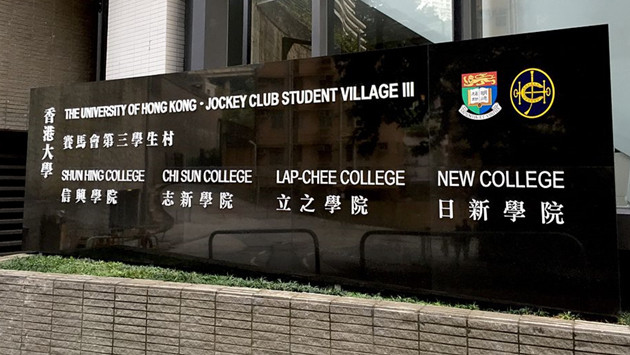 香港大學
THE UNIVERSITY OF HONG KONG - JOCKEY CLUB STUDENT VILLAGE III
賽馬會第三學生村
SHUN HING COLLEGE
信興學院
CHI SUN COLLEGE
志新學院
LAP-CHEE COLLEGE
立之學院
NEW COLLEGE
日新學院